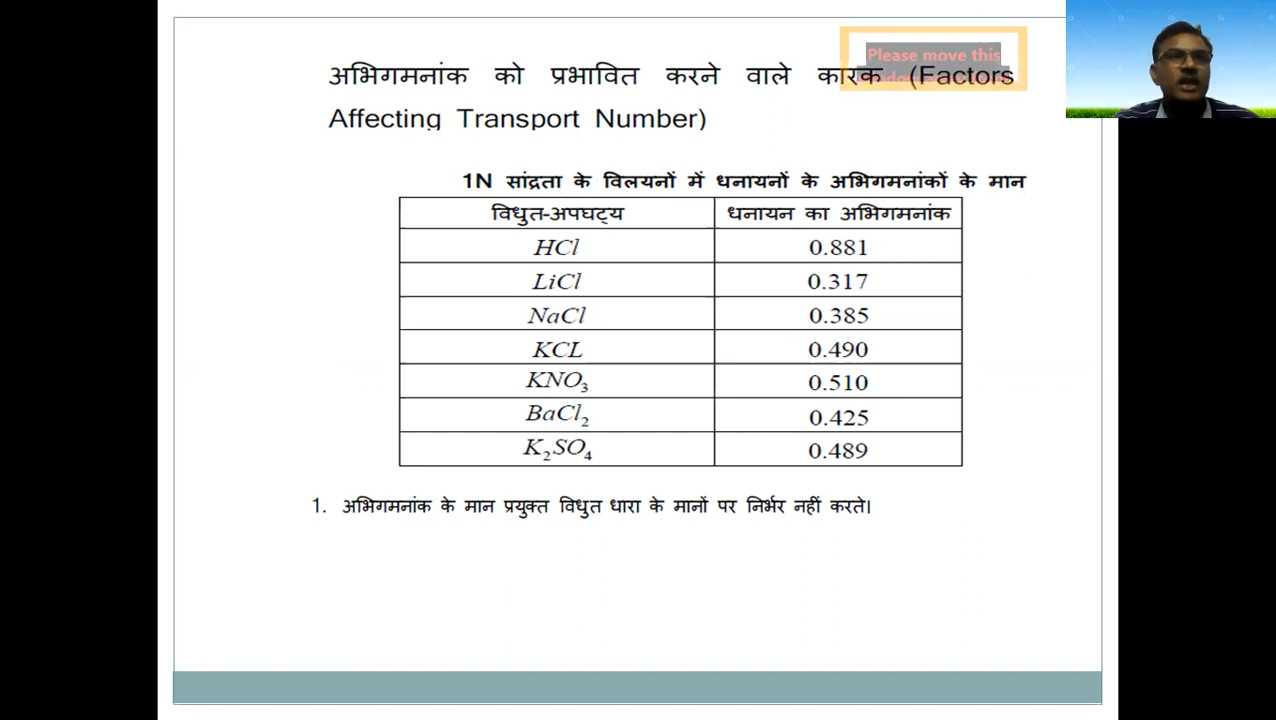 Please move this
अभिगमनांक को प्रभावित करने वाले कारक (Factors
Affecting Transport Number)
1N सांद्रता के विलयनों में धनायनों के अभिगमनांकों के मान
विधुत-अपघट्य धनायन का अभिगमनांक
HCl 0.881
LiCl 0.317
NaCl 0.385
KCL 0.490
KNO₃ 0.510
BaCl₂ 0.425
K₂SO₄ 0.489
1. अभिगमनांक के मान प्रयुक्त विधुत धारा के मानों पर निर्भर नहीं करते।